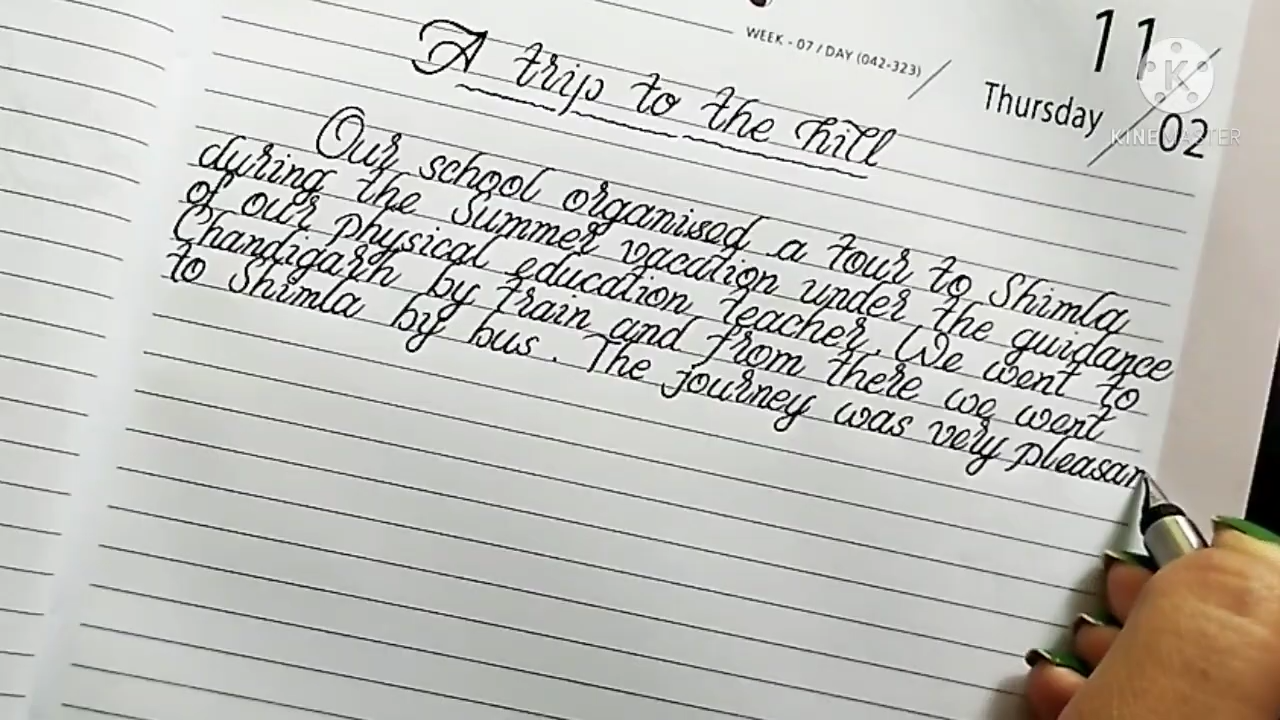 WEEK - 07 / DAY (042-323)
11
Thursday
02
KINEMASTER
A trip to the hill
Our school organised a tour to Shimla
during the Summer vacation under the guidance
of our physical education teacher. We went to
Chandigarh by train and from there we went
to Shimla by bus. The journey was very pleasan